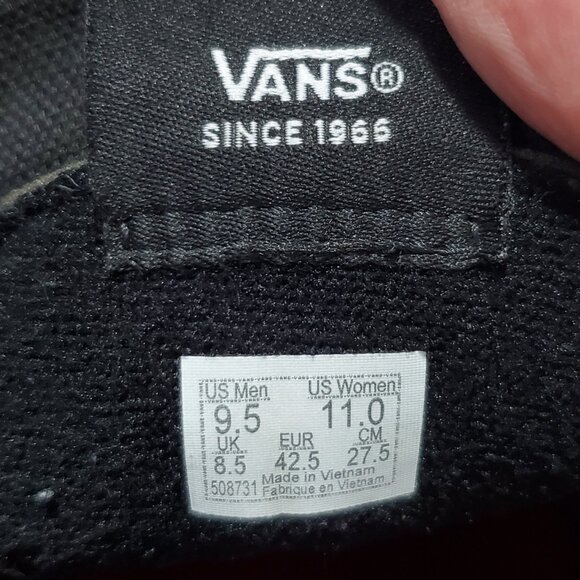 VANS®
SINCE 1966
US Men US Women
9.5 11.0
UK EUR CM
8.5 42.5 27.5
508731 Made in Vietnam
Fabrique en Vietnam